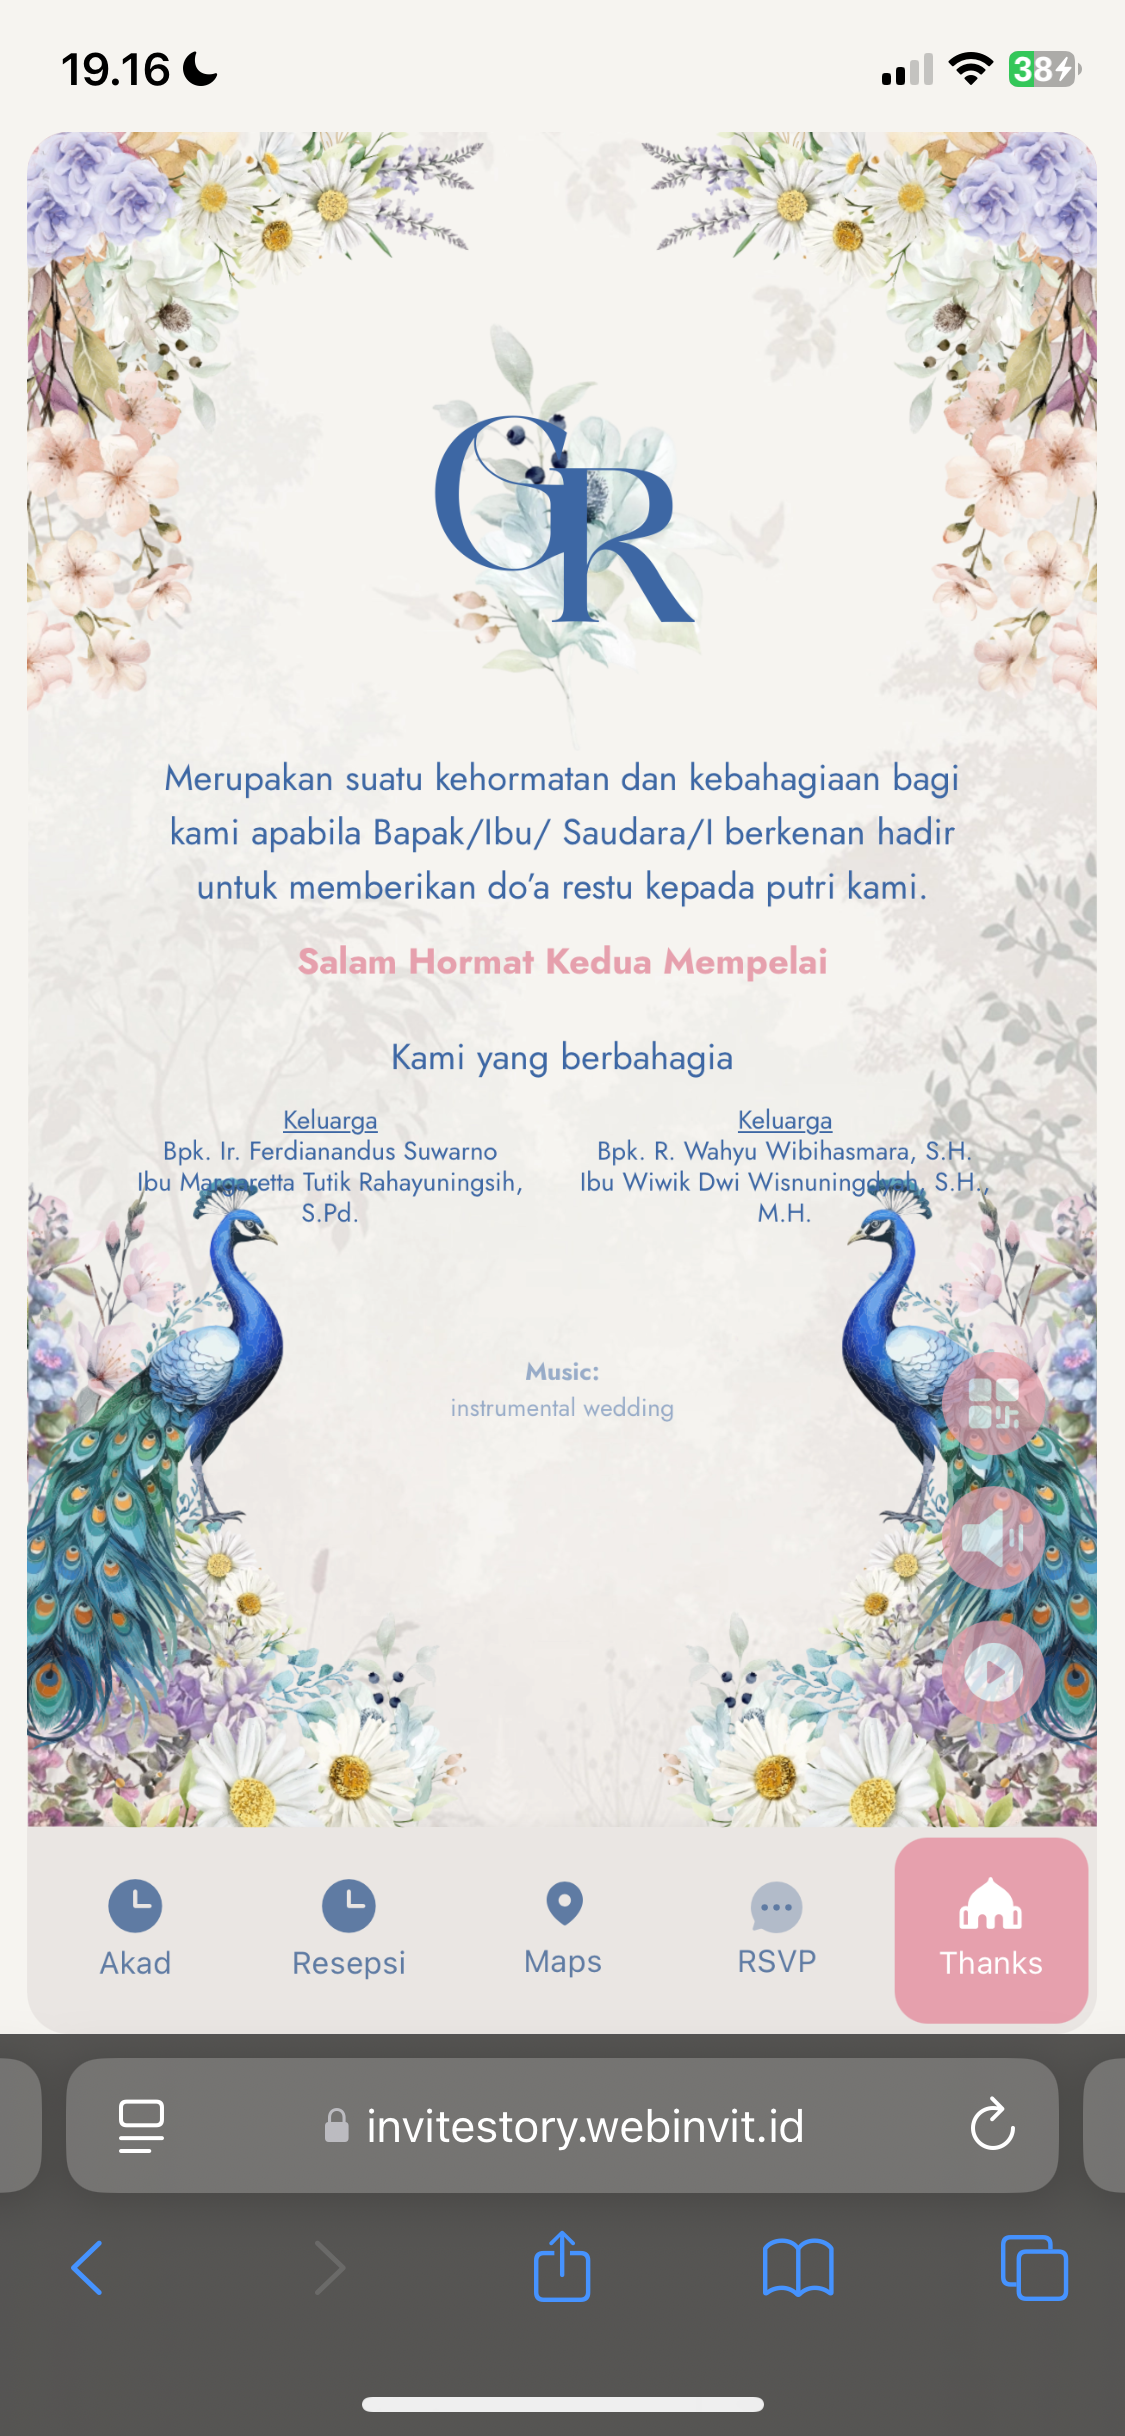 19.16
38
GR
Merupakan suatu kehormatan dan kebahagiaan bagi
kami apabila Bapak/Ibu/ Saudara/I berkenan hadir
untuk memberikan do’a restu kepada putri kami.
Salam Hormat Kedua Mempelai
Kami yang berbahagia
Keluarga
Bpk. Ir. Ferdianandus Suwarno
Ibu Margaretta Tutik Rahayuningsih,
S.Pd.
Keluarga
Bpk. R. Wahyu Wibihasmara, S.H.
Ibu Wiwik Dwi Wisnuningdyah, S.H.,
M.H.
Music:
instrumental wedding
Akad
Resepsi
Maps
RSVP
Thanks
invitestory.webinvit.id